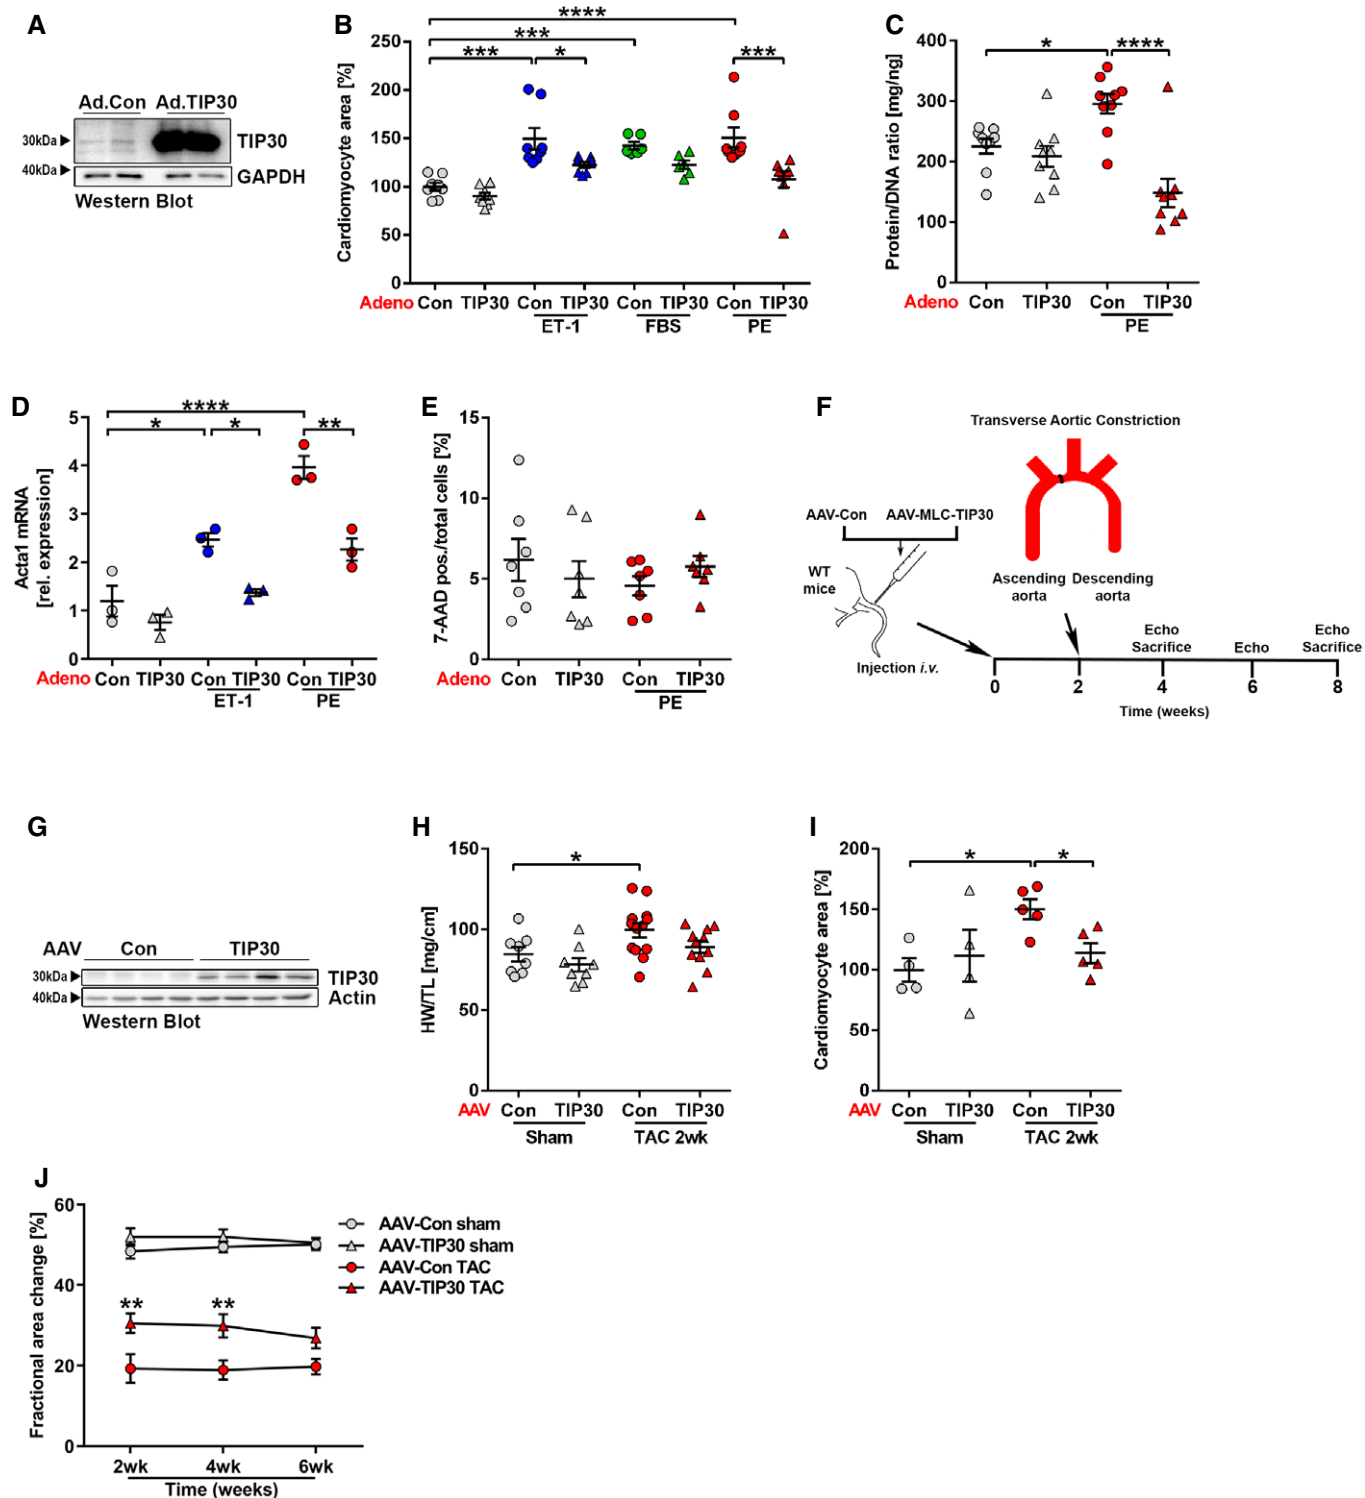 A
Ad.Con Ad.TIP30
30kDa
TIP30
40kDa
GAPDH
Western Blot
B
Cardiomyocyte area [%]
250
200
150
100
50
0
****
***
*** *
***
Adeno Con TIP30 Con TIP30 Con TIP30 Con TIP30
ET-1 FBS PE
C
Protein/DNA ratio [mg/ng]
400
300
200
100
0
* ****
Adeno Con TIP30 Con TIP30
PE
D
Acta1 mRNA
[rel. expression]
5
4
3
2
1
0
****
* * **
Adeno Con TIP30 Con TIP30 Con TIP30
ET-1 PE
E
7-AAD pos./total cells [%]
15
10
5
0
Adeno Con TIP30 Con TIP30
PE
F
Transverse Aortic Constriction
AAV-Con AAV-MLC-TIP30
WT
mice
Injection i.v.
Ascending
aorta
Descending
aorta
Echo
Sacrifice
Echo
Echo
Sacrifice
0 2 4 6 8
Time (weeks)
G
AAV Con TIP30
30kDa
TIP30
40kDa
Actin
Western Blot
H
HW/TL [mg/cm]
150
100
50
0
*
AAV Con TIP30 Con TIP30
Sham TAC 2wk
I
Cardiomyocyte area [%]
200
150
100
50
0
* *
AAV Con TIP30 Con TIP30
Sham TAC 2wk
J
Fractional area change [%]
60
40
20
0
** **
2wk 4wk 6wk
Time (weeks)
AAV-Con sham
AAV-TIP30 sham
AAV-Con TAC
AAV-TIP30 TAC